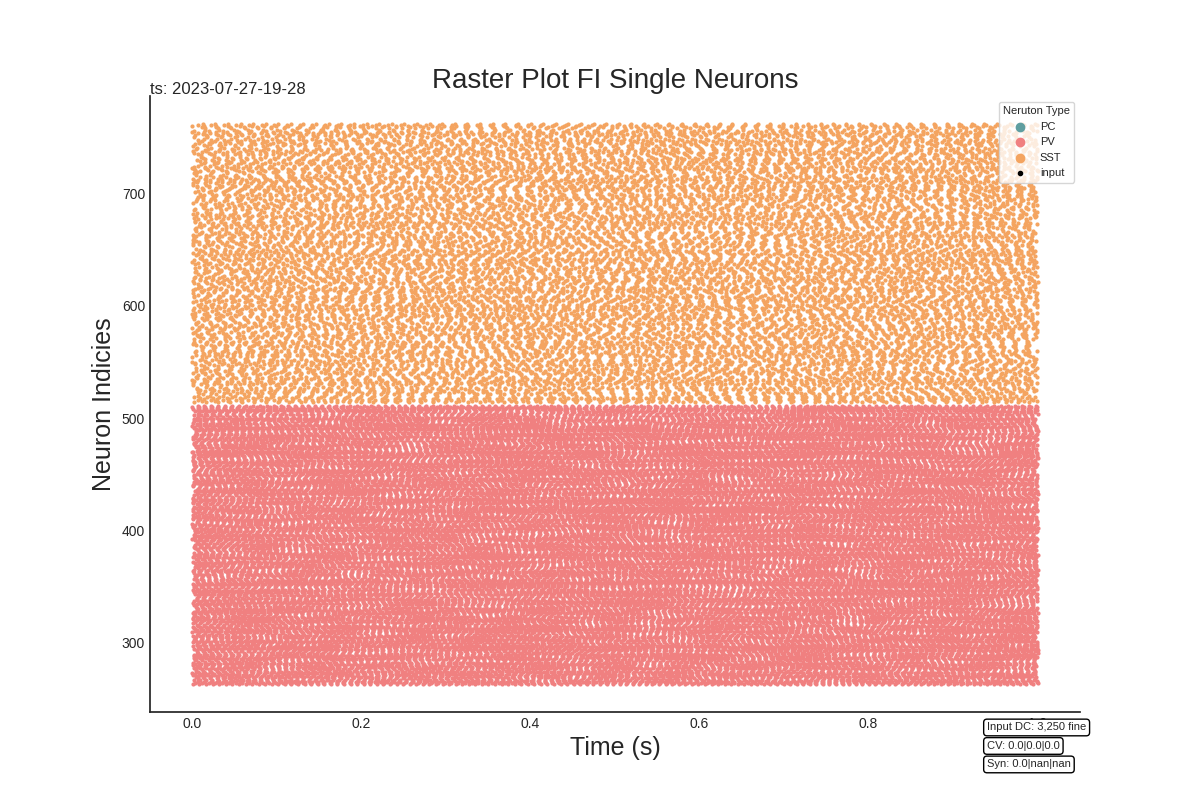 Raster Plot FI Single Neurons
ts: 2023-07-27-19-28
Neruton Type
PC
PV
SST
input
Neuron Indicies
700
600
500
400
300
0.0
0.2
0.4
0.6
0.8
Time (s)
Input DC: 3,250 fine
CV: 0.0|0.0|0.0
Syn: 0.0|nan|nan